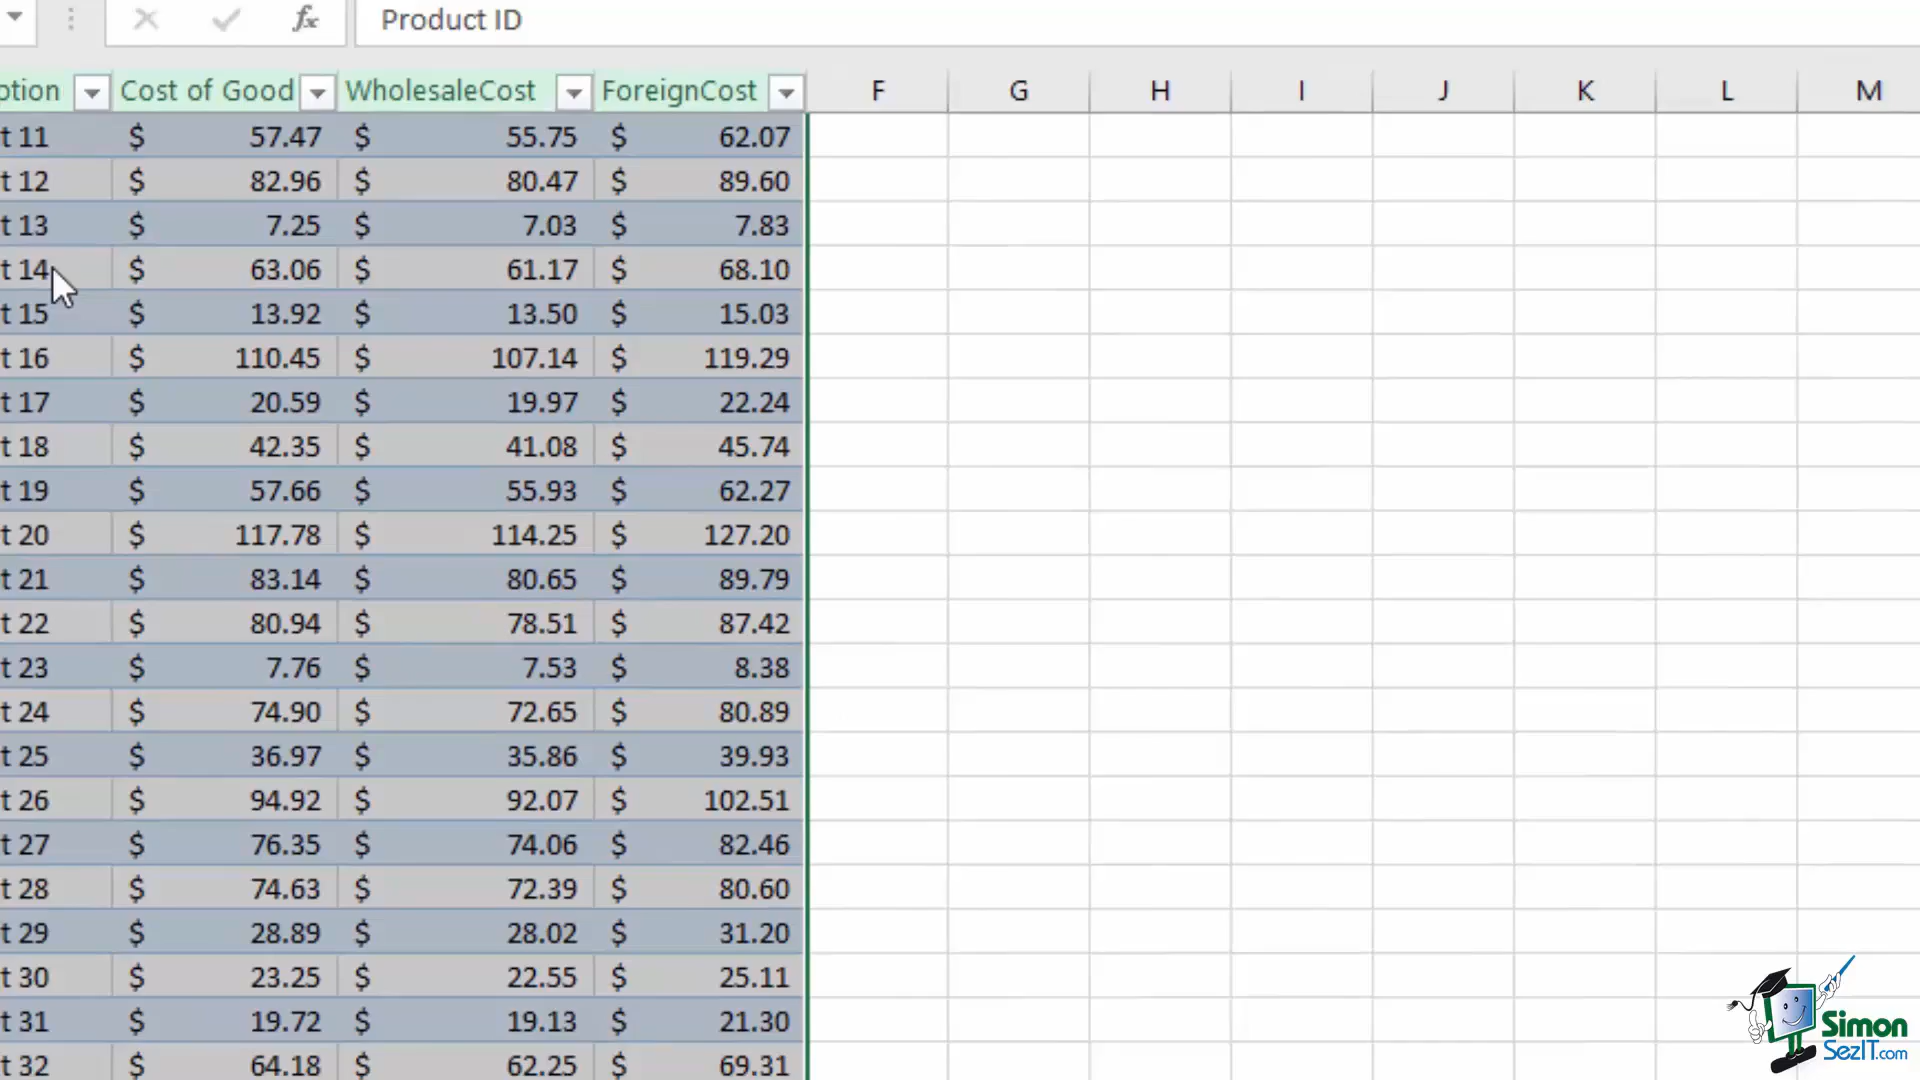 Product ID
ption Cost of Good WholesaleCost ForeignCost F G H I J K L M
t 11 $ 57.47 $ 55.75 $ 62.07
t 12 $ 82.96 $ 80.47 $ 89.60
t 13 $ 7.25 $ 7.03 $ 7.83
t 14 $ 63.06 $ 61.17 $ 68.10
t 15 $ 13.92 $ 13.50 $ 15.03
t 16 $ 110.45 $ 107.14 $ 119.29
t 17 $ 20.59 $ 19.97 $ 22.24
t 18 $ 42.35 $ 41.08 $ 45.74
t 19 $ 57.66 $ 55.93 $ 62.27
t 20 $ 117.78 $ 114.25 $ 127.20
t 21 $ 83.14 $ 80.65 $ 89.79
t 22 $ 80.94 $ 78.51 $ 87.42
t 23 $ 7.76 $ 7.53 $ 8.38
t 24 $ 74.90 $ 72.65 $ 80.89
t 25 $ 36.97 $ 35.86 $ 39.93
t 26 $ 94.92 $ 92.07 $ 102.51
t 27 $ 76.35 $ 74.06 $ 82.46
t 28 $ 74.63 $ 72.39 $ 80.60
t 29 $ 28.89 $ 28.02 $ 31.20
t 30 $ 23.25 $ 22.55 $ 25.11
t 31 $ 19.72 $ 19.13 $ 21.30
t 32 $ 64.18 $ 62.25 $ 69.31
Simon
SezIT.com